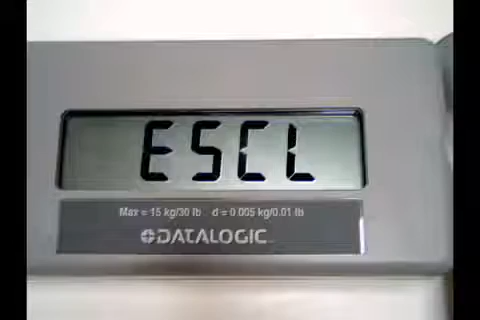 ESCL
Max = 15 kg/30 lb d = 0.005 kg/0.01 lb
DATALOGIC